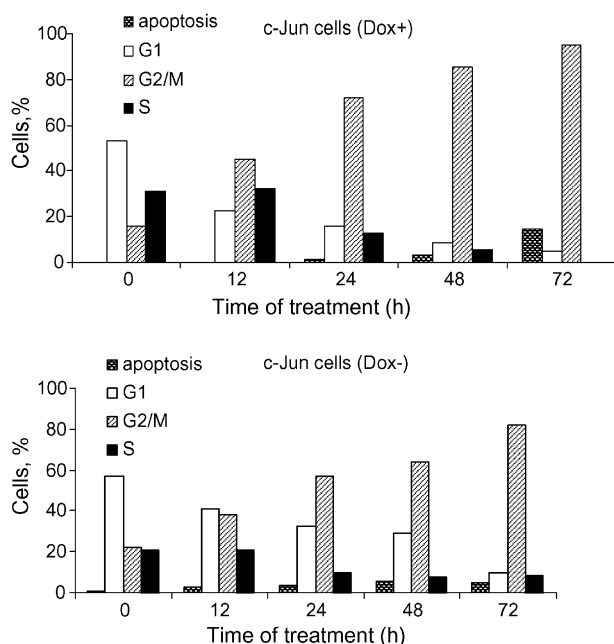 c-Jun cells (Dox+)
apoptosis
G1
G2/M
S
Cells,%
100
80
60
40
20
0
0 12 24 48 72
Time of treatment (h)
c-Jun cells (Dox-)
apoptosis
G1
G2/M
S
Cells, %
100
80
60
40
20
0
0 12 24 48 72
Time of treatment (h)